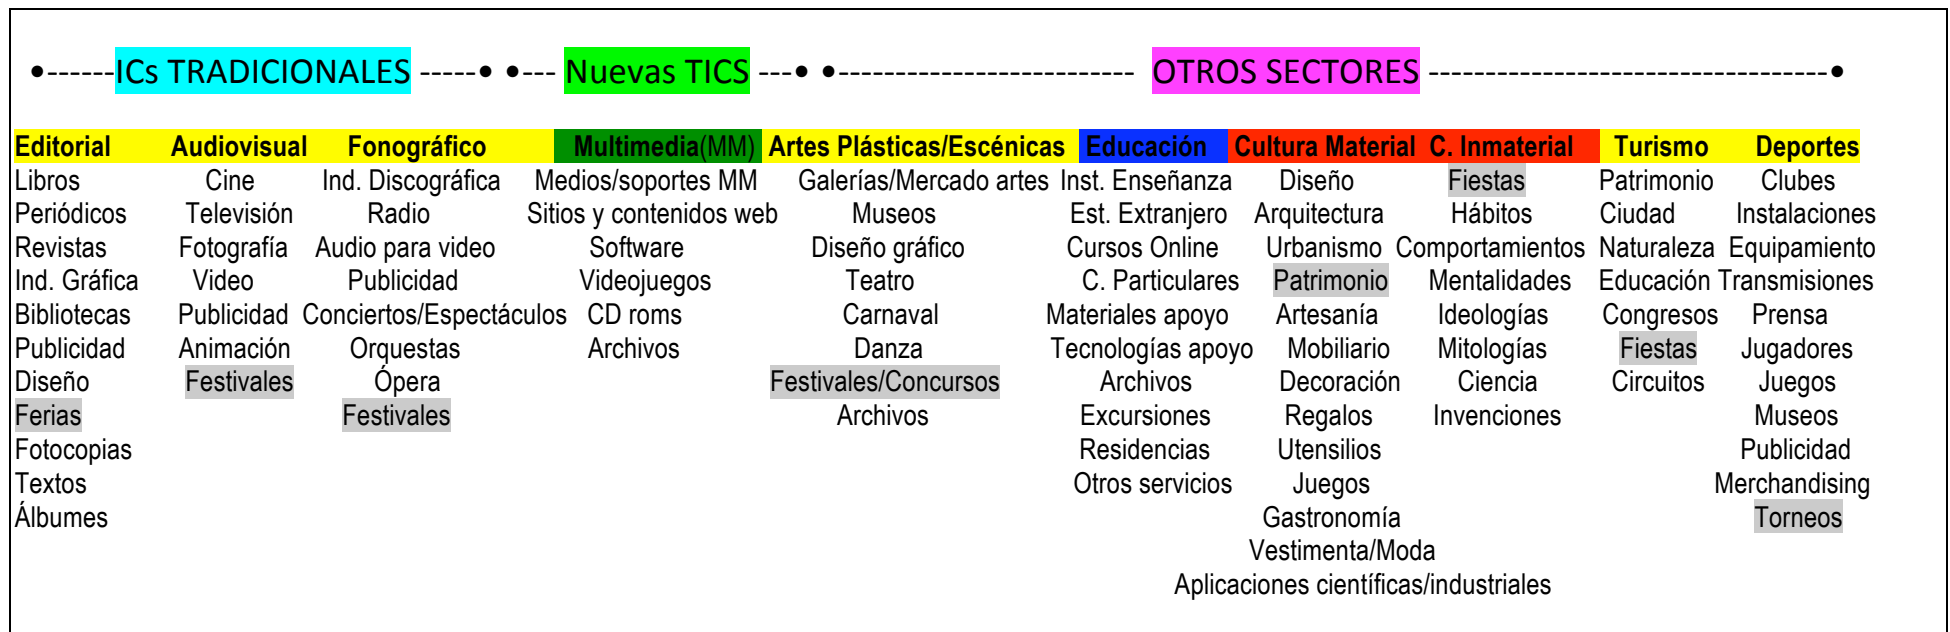 •------ICs TRADICIONALES -----• •--- Nuevas TICS ---• •-------------------------- OTROS SECTORES -----------------------------------•
Editorial Audiovisual Fonográfico Multimedia(MM) Artes Plásticas/Escénicas Educación Cultura Material C. Inmaterial Turismo Deportes
Libros Cine Ind. Discográfica Medios/soportes MM Galerías/Mercado artes Inst. Enseñanza Diseño Fiestas Patrimonio Clubes
Periódicos Televisión Radio Sitios y contenidos web Museos Est. Extranjero Arquitectura Hábitos Ciudad Instalaciones
Revistas Fotografía Audio para video Software Diseño gráfico Cursos Online Urbanismo Comportamientos Naturaleza Equipamiento
Ind. Gráfica Video Publicidad Videojuegos Teatro C. Particulares Patrimonio Mentalidades Educación Transmisiones
Bibliotecas Publicidad Conciertos/Espectáculos CD roms Carnaval Materiales apoyo Artesanía Ideologías Congresos Prensa
Publicidad Animación Orquestas Archivos Danza Tecnologías apoyo Mobiliario Mitologías Fiestas Jugadores
Diseño Festivales Ópera Festivales/Concursos Archivos Decoración Ciencia Circuitos Juegos
Ferias Festivales Archivos Excursiones Regalos Invenciones Museos
Fotocopias Residencias Utensilios Publicidad
Textos Otros servicios Juegos Merchandising
Álbumes Gastronomía Torneos
Vestimenta/Moda
Aplicaciones científicas/industriales